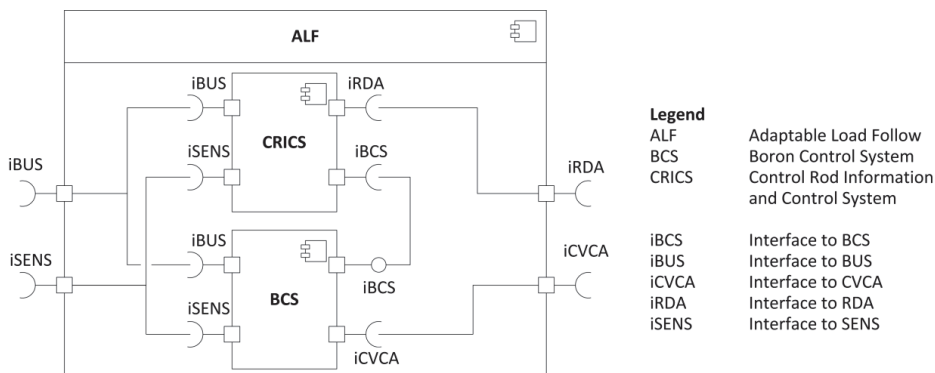 ALF
iBUS
iRDA
CRICS
iSENS
iBCS
iBUS
iRDA
iBUS
iSENS
iCVCA
BCS
iBCS
iSENS
iCVCA
Legend
ALF Adaptable Load Follow
BCS Boron Control System
CRICS Control Rod Information
and Control System
iBCS Interface to BCS
iBUS Interface to BUS
iCVCA Interface to CVCA
iRDA Interface to RDA
iSENS Interface to SENS